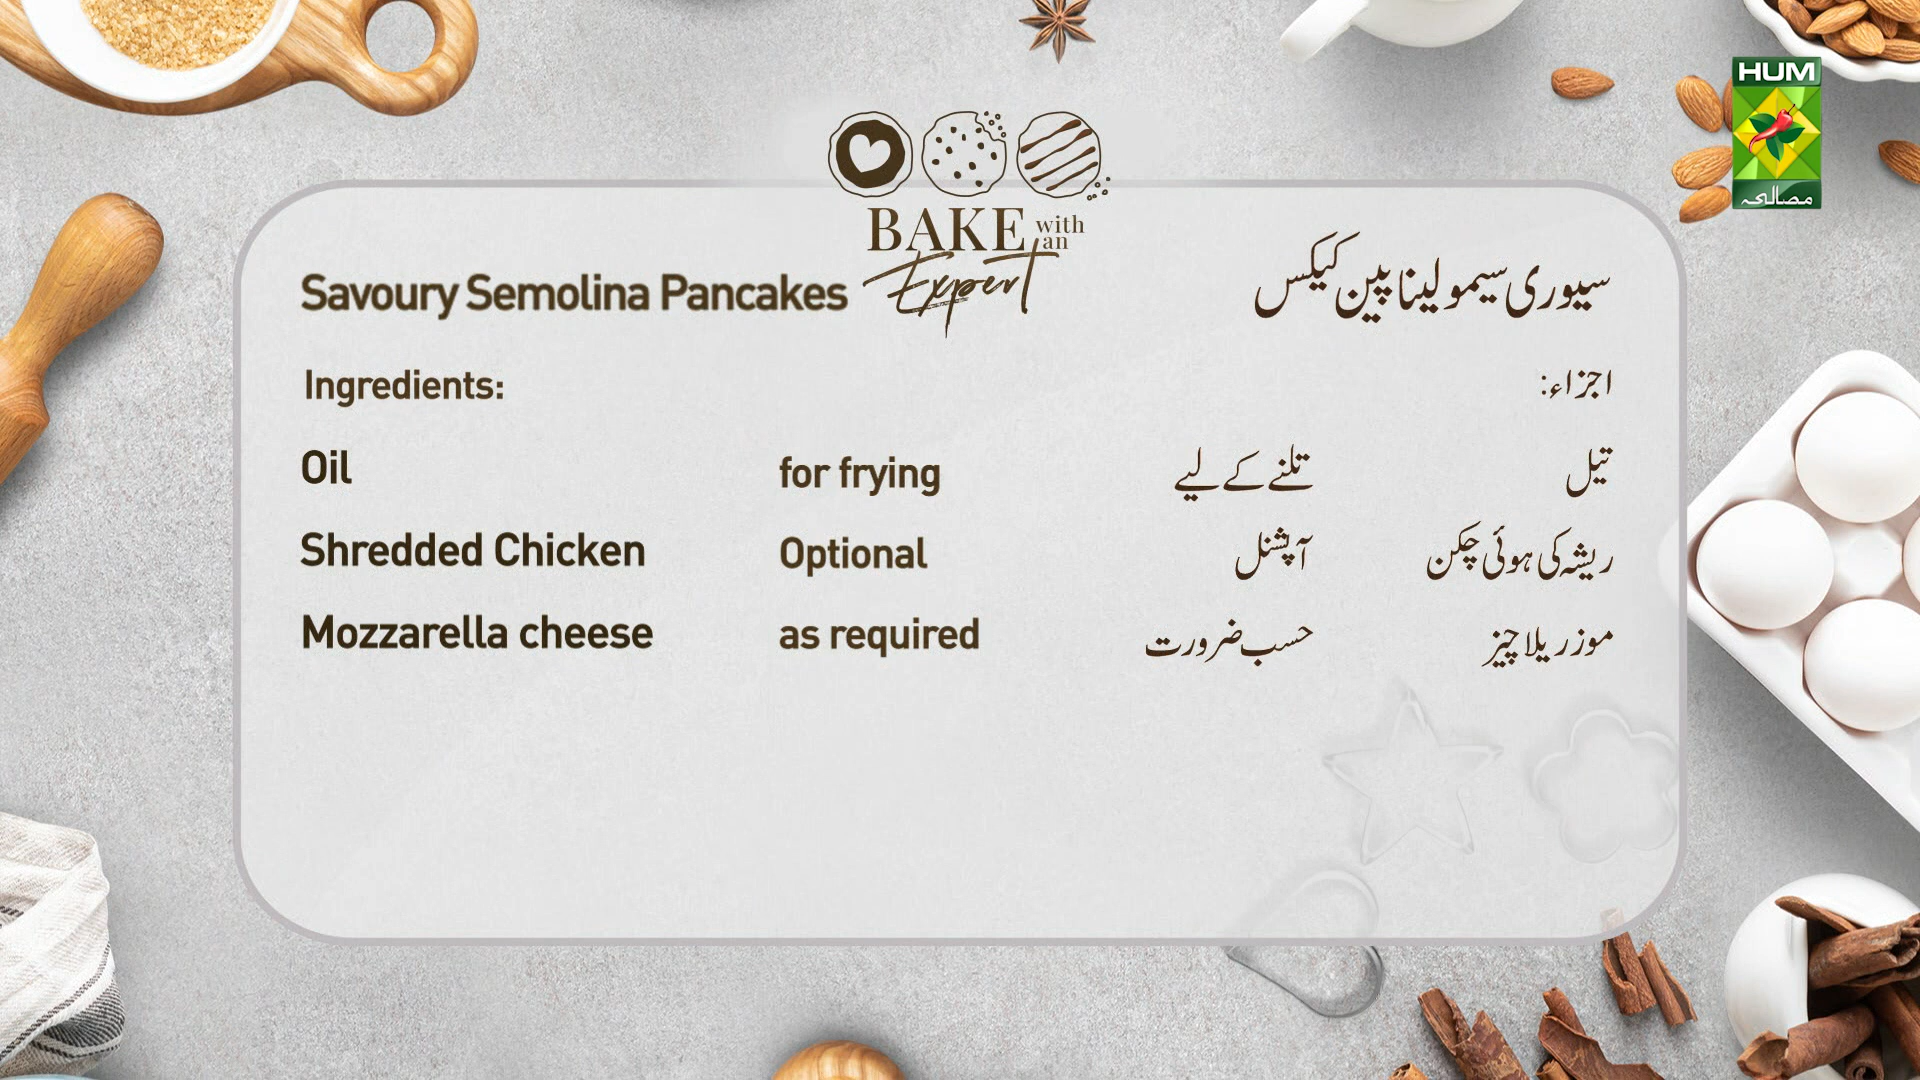 HUM
مصالحہ
BAKE with an
Expert
Savoury Semolina Pancakes سیوری سیمولینا پین کیکس
Ingredients: اجزاء:
Oil for frying تلنے کے لیے تیل
Shredded Chicken Optional آپشنل ریشہ کی ہوئی چکن
Mozzarella cheese as required حسب ضرورت موزریلا چیز